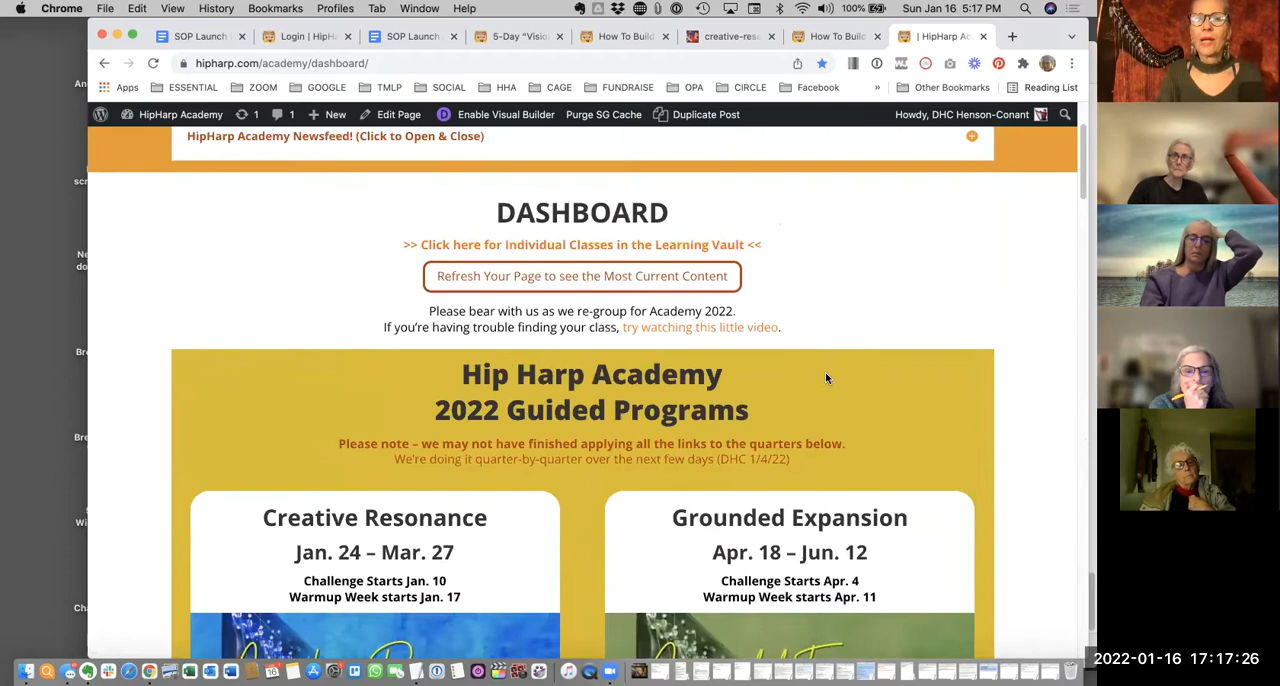 Chrome File Edit View History Bookmarks Profiles Tab Window Help 100% Sun Jan 16 5:17 PM
SOP Launch Login | HipH SOP Launch 5-Day "Visio How To Build creative-res How To Build | HipHarp Ac
hipharp.com/academy/dashboard/
Apps ESSENTIAL ZOOM GOOGLE TMLP SOCIAL HHA CAGE FUNDRAISE OPA CIRCLE Facebook » Other Bookmarks Reading List
HipHarp Academy 1 1 New Edit Page D Enable Visual Builder Purge SG Cache Duplicate Post Howdy, DHC Henson-Conant
HipHarp Academy Newsfeed! (Click to Open & Close)
DASHBOARD
>> Click here for Individual Classes in the Learning Vault <<
Refresh Your Page to see the Most Current Content
Please bear with us as we re-group for Academy 2022.
If you're having trouble finding your class, try watching this little video.
Hip Harp Academy
2022 Guided Programs
Please note – we may not have finished applying all the links to the quarters below.
We're doing it quarter-by-quarter over the next few days (DHC 1/4/22)
Creative Resonance
Jan. 24 – Mar. 27
Challenge Starts Jan. 10
Warmup Week starts Jan. 17
Grounded Expansion
Apr. 18 – Jun. 12
Challenge Starts Apr. 4
Warmup Week starts Apr. 11
2022-01-16 17:17:26